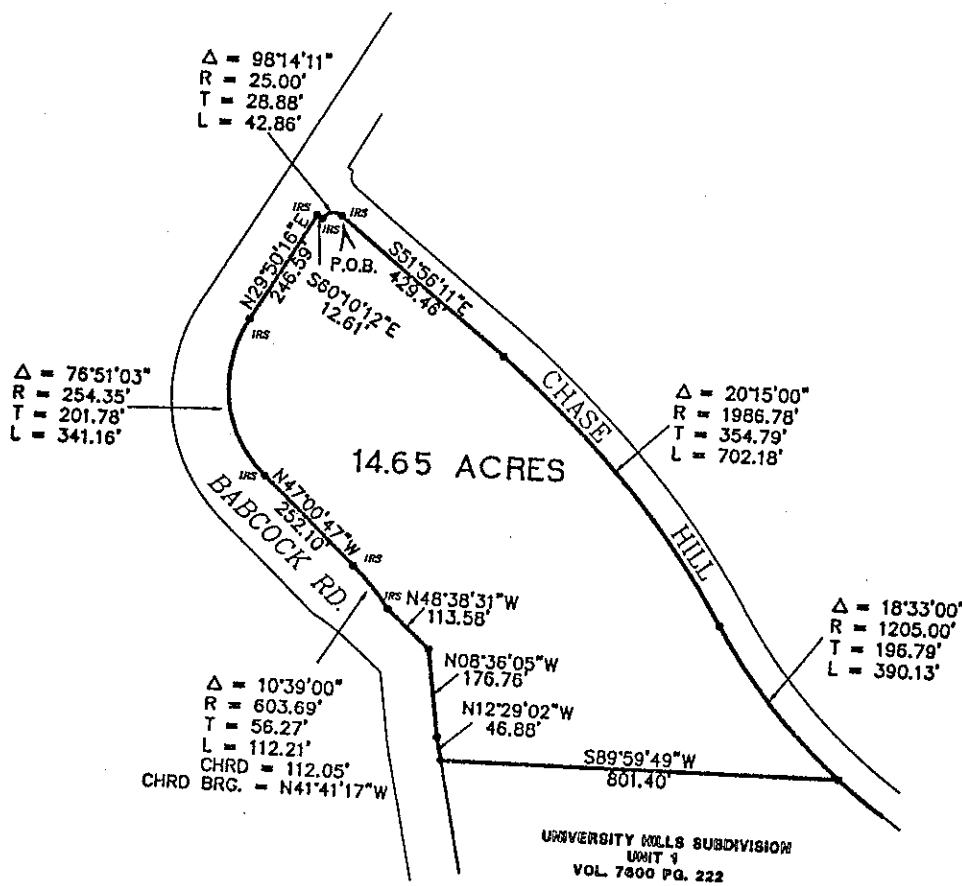 Δ = 98°14'11"
R = 25.00'
T = 28.88'
L = 42.86'
IRS
IRS
IRS
P.O.B.
N29°50'16"E
246.59'
S60°10'12"E
12.61'
S51°56'11"E
429.46'
IRS
Δ = 76°51'03"
R = 254.35'
T = 201.78'
L = 341.16'
CHASE
HILL
Δ = 20°15'00"
R = 1986.78'
T = 354.79'
L = 702.18'
14.65 ACRES
IRS
N47°00'47"W
252.10'
BABCOCK RD.
IRS
IRS
N48°38'31"W
113.58'
Δ = 18°33'00"
R = 1205.00'
T = 196.79'
L = 390.13'
N08°36'05"W
176.76'
Δ = 10°39'00"
R = 603.69'
T = 56.27'
L = 112.21'
CHRD = 112.05'
CHRD BRG. = N41°41'17"W
N12°29'02"W
46.88'
S89°59'49"W
801.40'
UNIVERSITY HILLS SUBDIVISION
UNIT 1
VOL. 7800 PG. 222